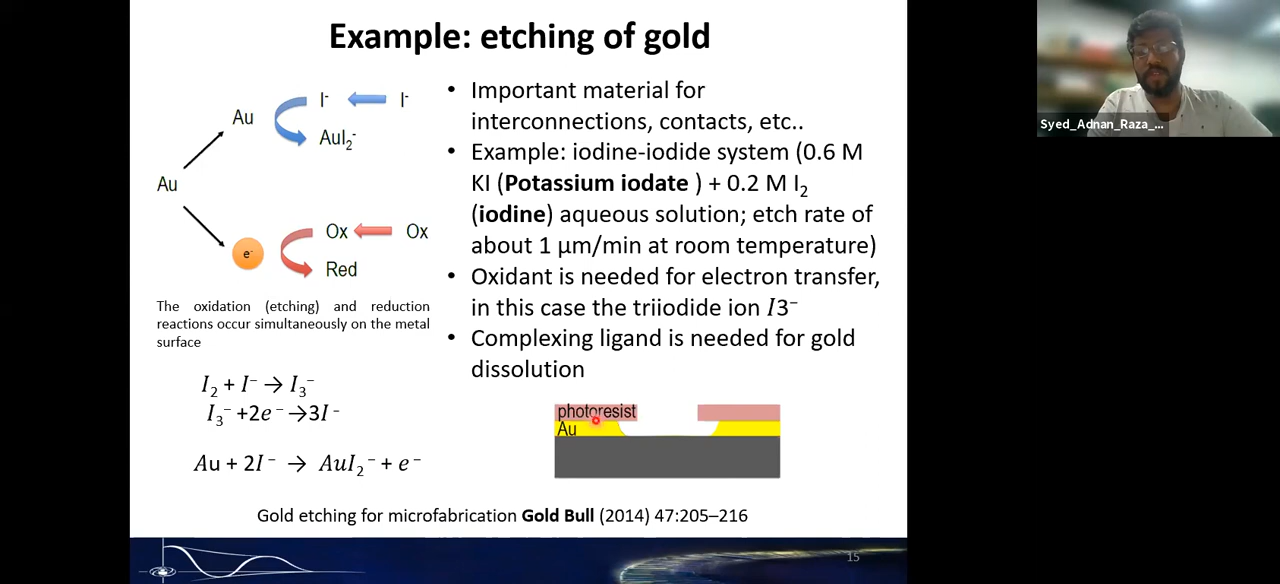 Example: etching of gold
Au
Au
I⁻
I⁻
AuI₂⁻
e⁻
Ox
Ox
Red
The oxidation (etching) and reduction
reactions occur simultaneously on the metal
surface
I₂ + I⁻ → I₃⁻
I₃⁻ +2e⁻ →3I⁻
Au + 2I⁻ → AuI₂⁻ + e⁻
• Important material for
interconnections, contacts, etc..
• Example: iodine-iodide system (0.6 M
KI (Potassium iodate ) + 0.2 M I₂
(iodine) aqueous solution; etch rate of
about 1 µm/min at room temperature)
• Oxidant is needed for electron transfer,
in this case the triiodide ion I3⁻
• Complexing ligand is needed for gold
dissolution
photoresist
Au
Gold etching for microfabrication Gold Bull (2014) 47:205–216
15
Syed_Adnan_Raza_...